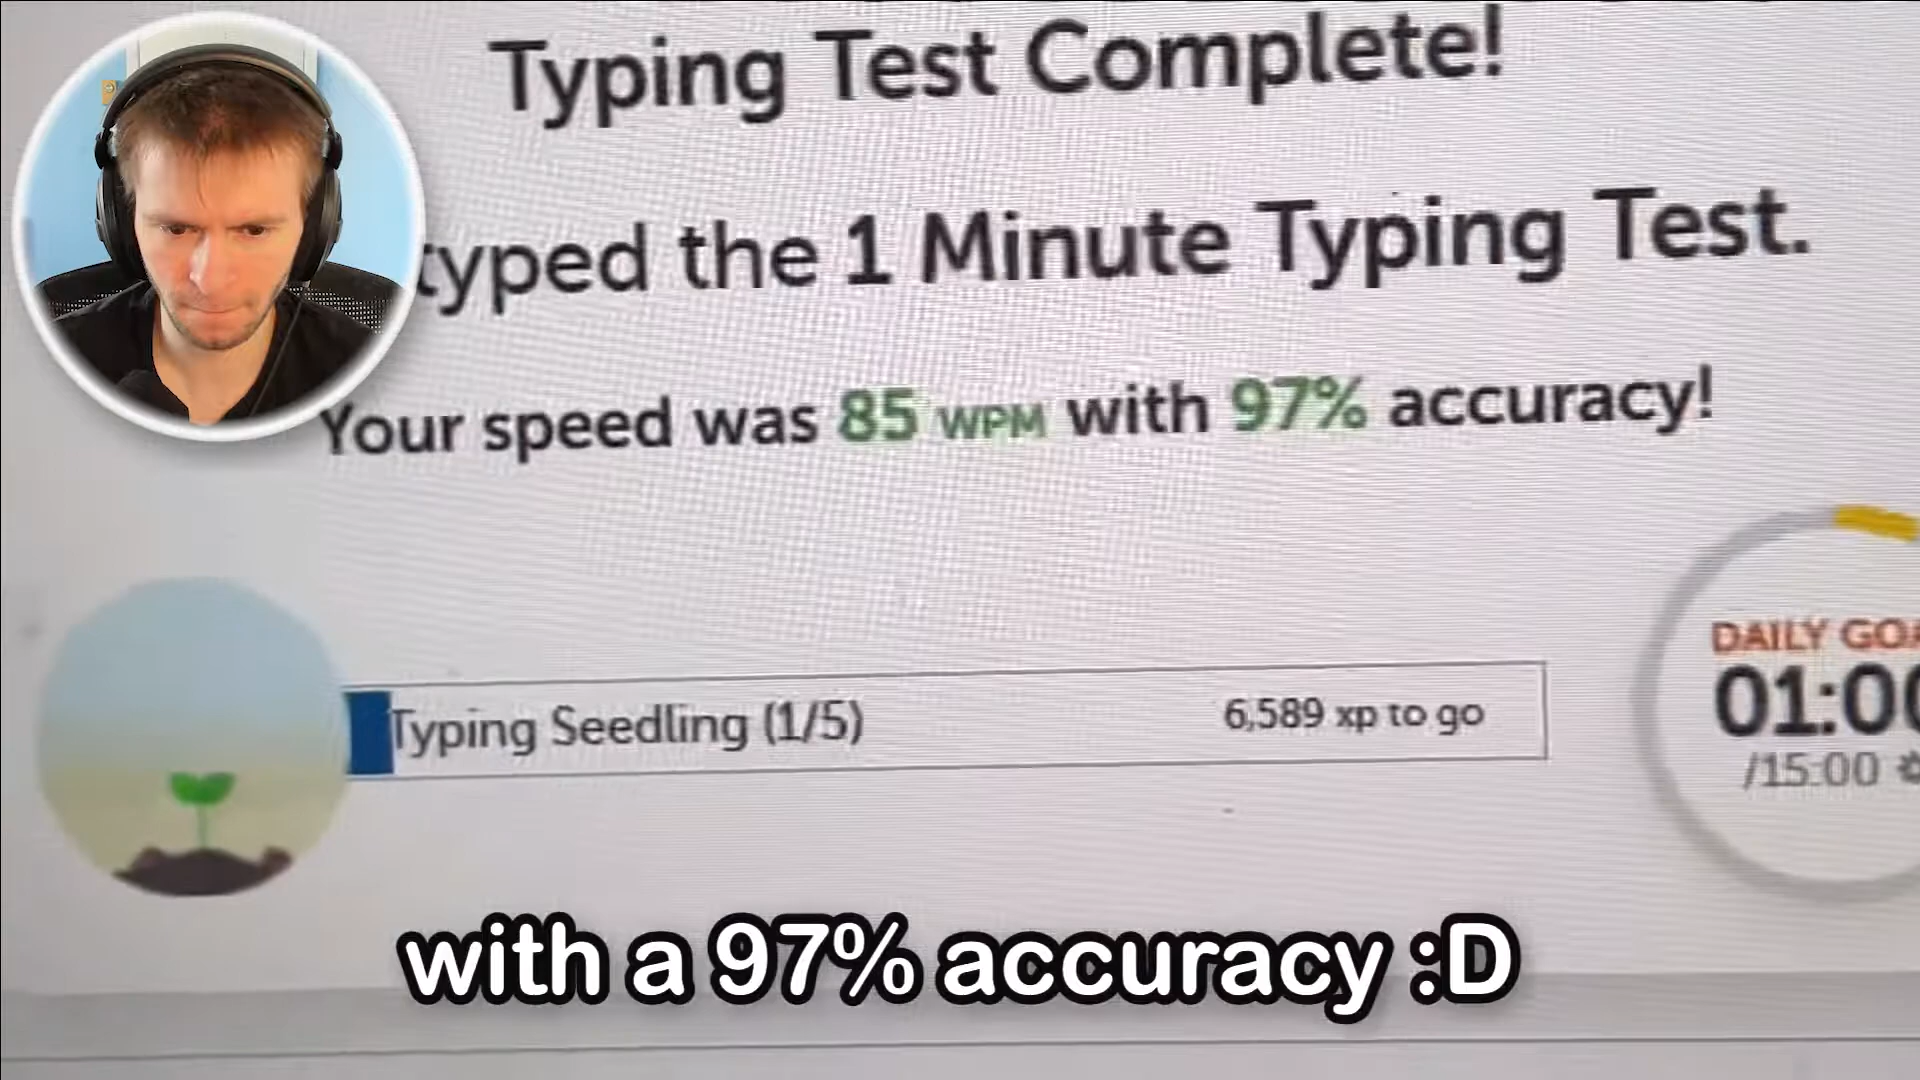 Typing Test Complete!
typed the 1 Minute Typing Test.
Your speed was 85 WPM with 97% accuracy!
Typing Seedling (1/5)
6,589 xp to go
DAILY
01:00
/15:00
with a 97% accuracy :D